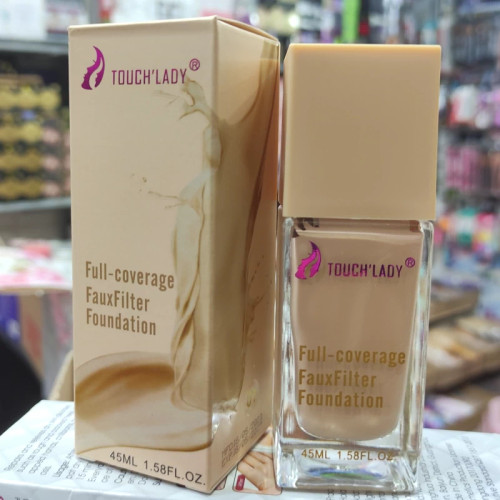 TOUCH'LADY®
Full-coverage
FauxFilter
Foundation
45ML 1.58FL.OZ.
TOUCH'LADY®
Full-coverage
FauxFilter
Foundation
45ML 1.58FL.OZ.